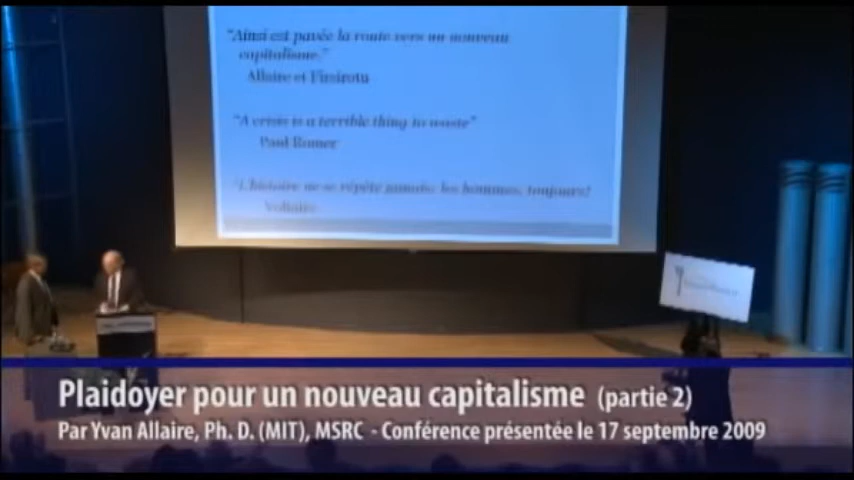 "Ainsi est pavée la route vers un nouveau
capitalisme."
Allaire et Firsirotu
"A crisis is a terrible thing to waste"
Paul Romer
"L'histoire ne se répète jamais; les hommes, toujours!
Voltaire
Plaidoyer pour un nouveau capitalisme (partie 2)
Par Yvan Allaire, Ph. D. (MIT), MSRC - Conférence présentée le 17 septembre 2009